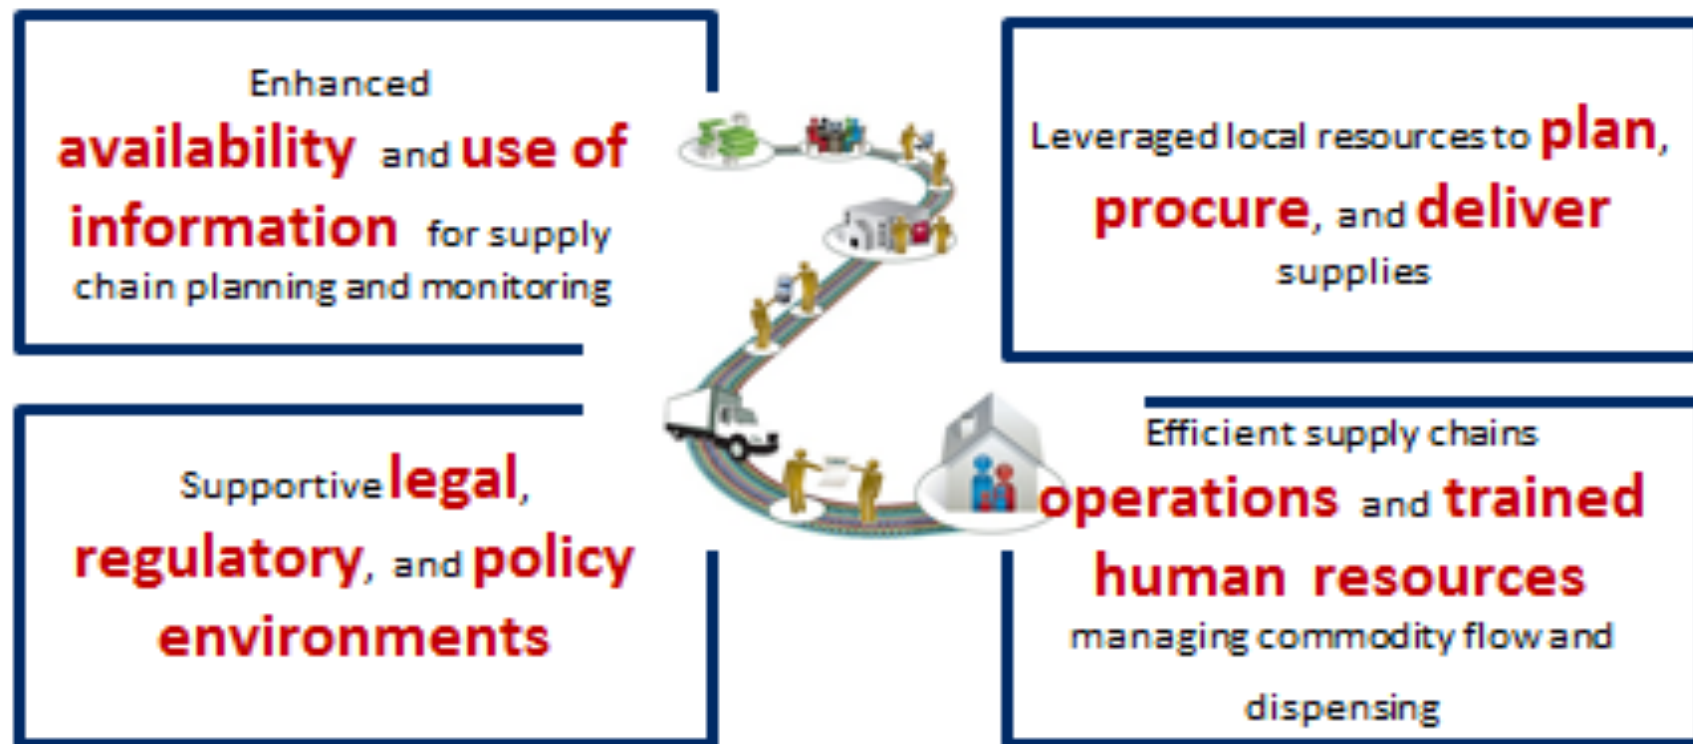 Enhanced
availability and use of
information for supply
chain planning and monitoring
Leveraged local resources to plan,
procure, and deliver
supplies
Supportive legal,
regulatory, and policy
environments
Efficient supply chains
operations and trained
human resources
managing commodity flow and
dispensing